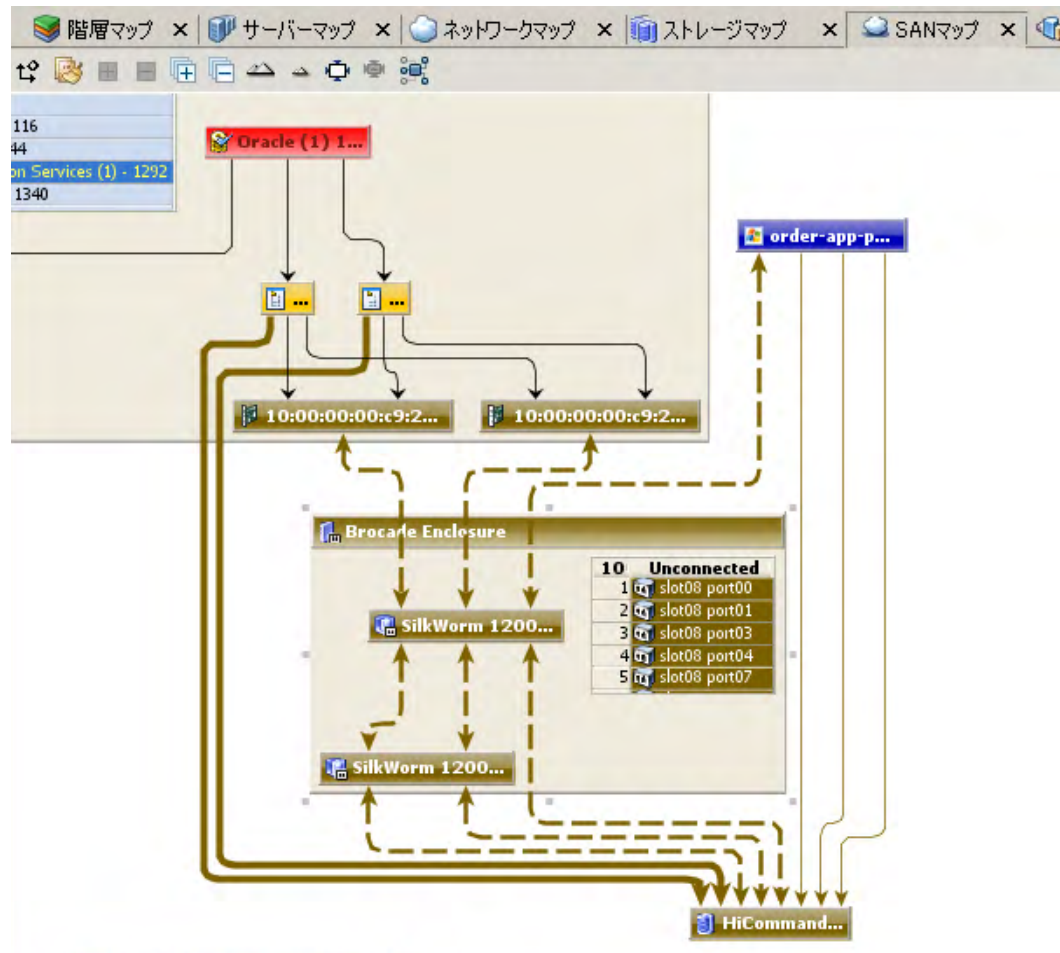 階層マップ サーバーマップ ネットワークマップ ストレージマップ SANマップ
116
44
on Services (1) - 1292
1340
Oracle (1) 1...
order-app-p...
... ...
10:00:00:00:c9:2... 10:00:00:00:c9:2...
Brocade Enclosure
10 Unconnected
1 slot08 port00
2 slot08 port01
3 slot08 port03
4 slot08 port04
5 slot08 port07
SilkWorm 1200...
SilkWorm 1200...
HiCommand...